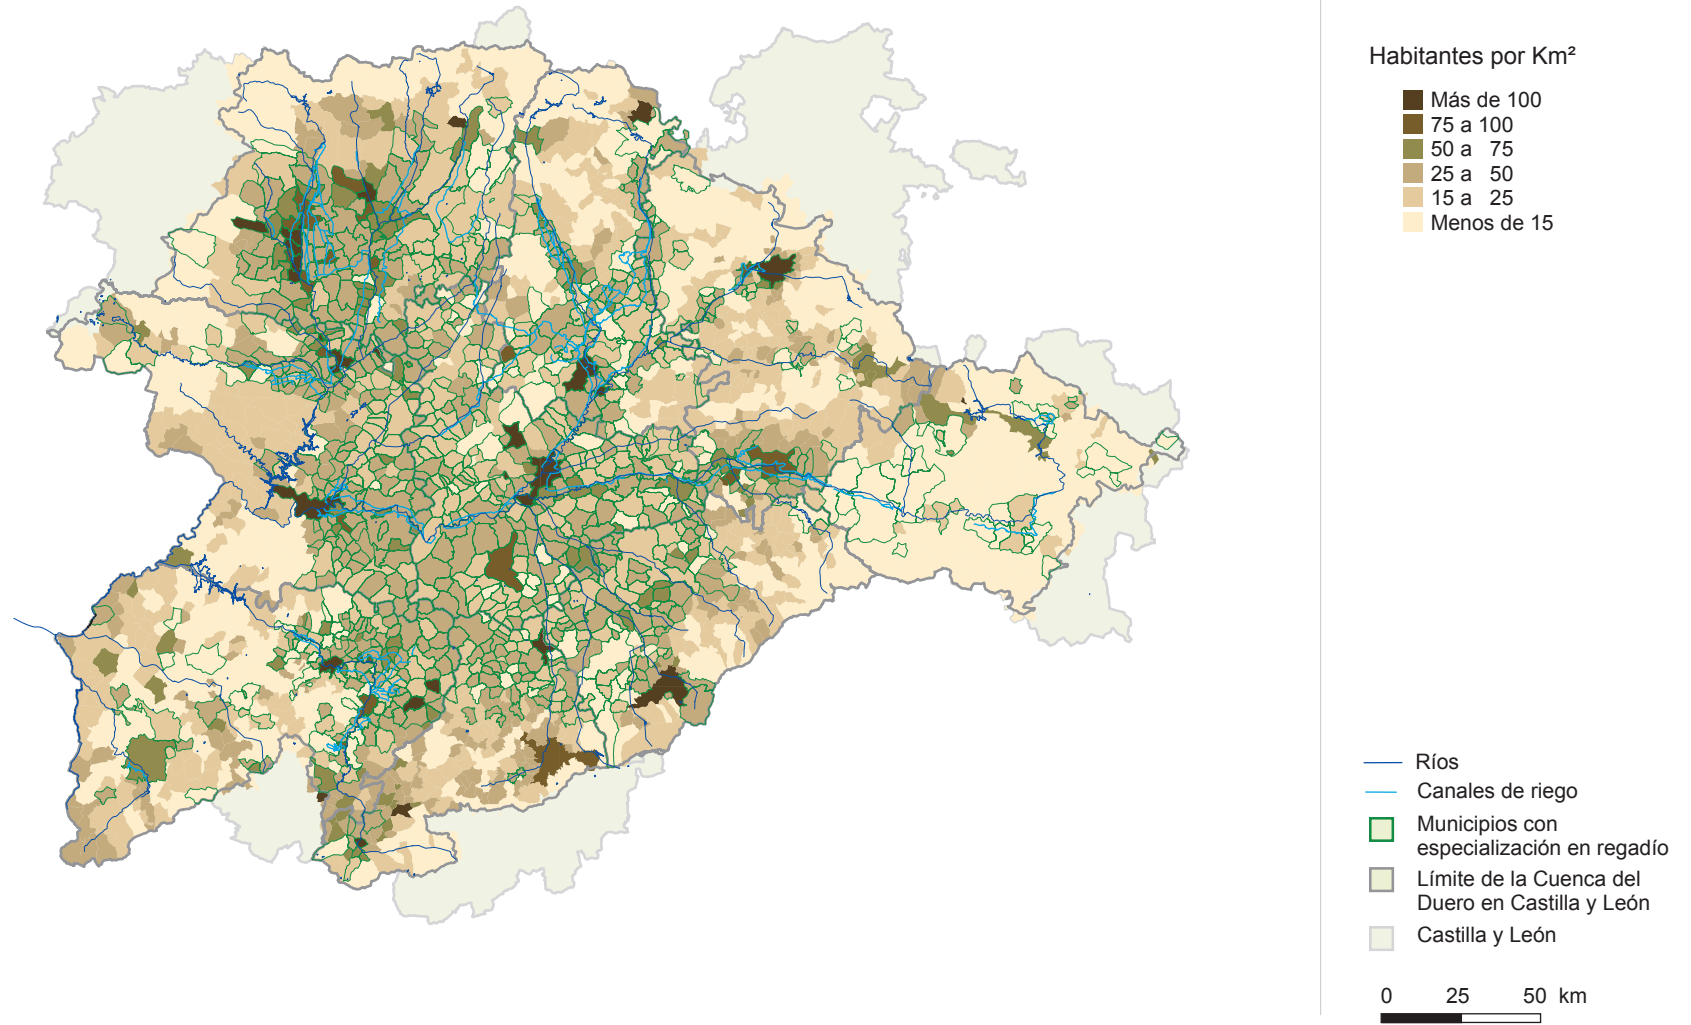 Habitantes por Km²
Más de 100
75 a 100
50 a 75
25 a 50
15 a 25
Menos de 15
Ríos
Canales de riego
Municipios con
especialización en regadío
Límite de la Cuenca del
Duero en Castilla y León
Castilla y León
0 25 50 km